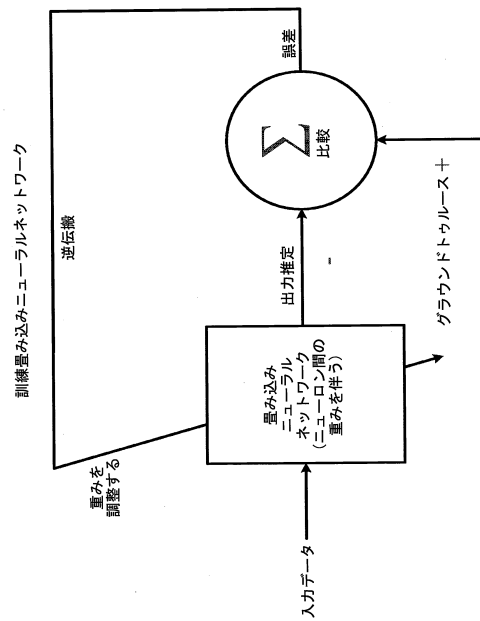 訓練畳み込みニューラルネットワーク
逆伝搬
重みを
調整する
入力データ
畳み込み
ニューラル
ネットワーク
(ニューロン間の
重みを伴う)
出力推定
-
Σ
比較
誤差
グラウンドトゥルース +